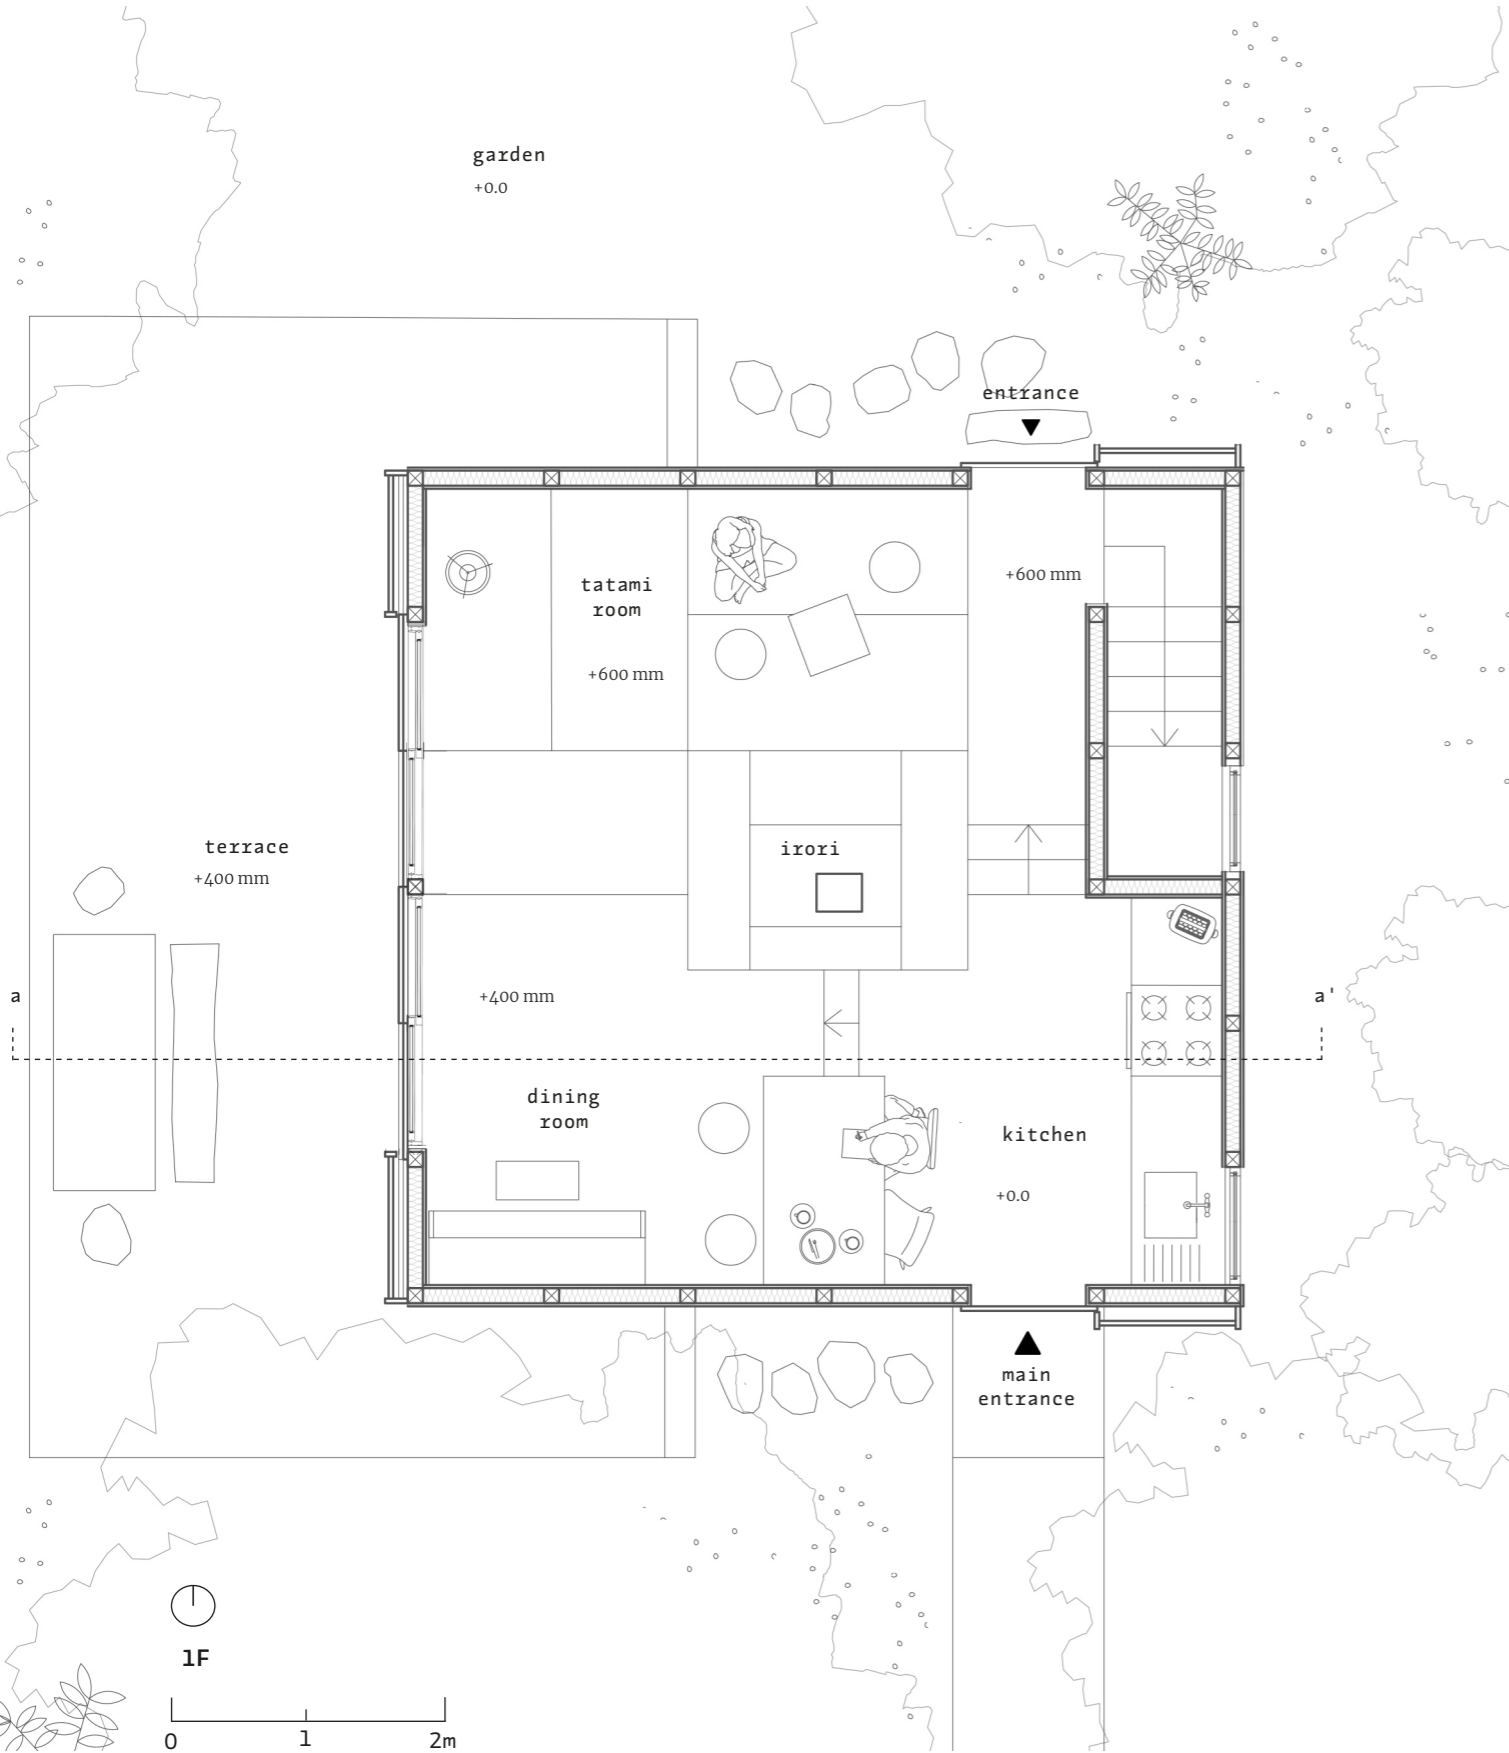 garden
+0.0
entrance
tatami
room
+600 mm
+600 mm
terrace
+400 mm
irori
a
+400 mm
a'
dining
room
kitchen
+0.0
main
entrance
1F
0 1 2m